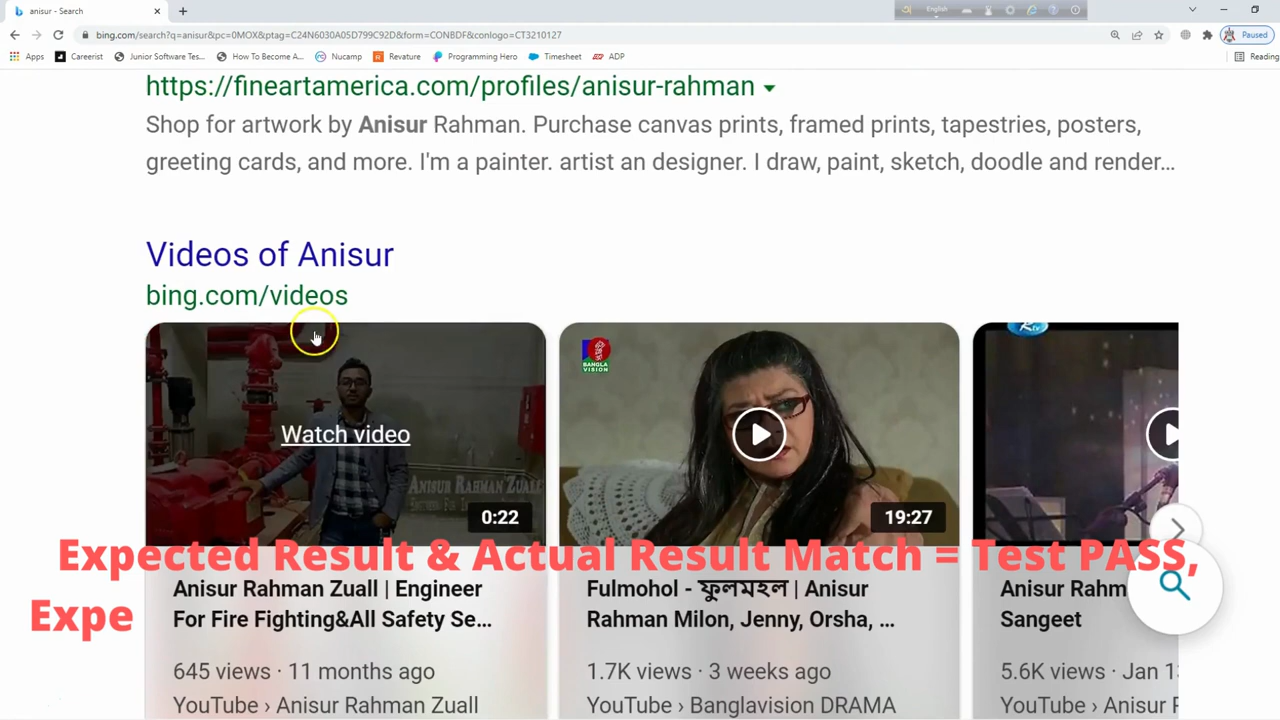 anisur - Search
English
bing.com/search?q=anisur&pc=0MOX&ptag=C24N6030A05D799C92D&form=CONBDF&conlogo=CT3210127
Paused
Apps
Careerist
Junior Software Tes...
How To Become A...
Nucamp
Revature
Programming Hero
Timesheet
ADP
Reading
https://fineartamerica.com/profiles/anisur-rahman
Shop for artwork by Anisur Rahman. Purchase canvas prints, framed prints, tapestries, posters,
greeting cards, and more. I'm a painter. artist an designer. I draw, paint, sketch, doodle and render...
Videos of Anisur
bing.com/videos
Watch video
ANISUR RAHMAN ZUALL
0:22
BANGLA
VISION
19:27
Rtv
Expected Result & Actual Result Match = Test PASS,
Expe
Anisur Rahman Zuall | Engineer
For Fire Fighting&All Safety Se...
645 views · 11 months ago
YouTube › Anisur Rahman Zuall
Fulmohol - ফুলমহল | Anisur
Rahman Milon, Jenny, Orsha, ...
1.7K views · 3 weeks ago
YouTube › Banglavision DRAMA
Anisur Rahm
Sangeet
5.6K views · Jan 1
YouTube › Anisur